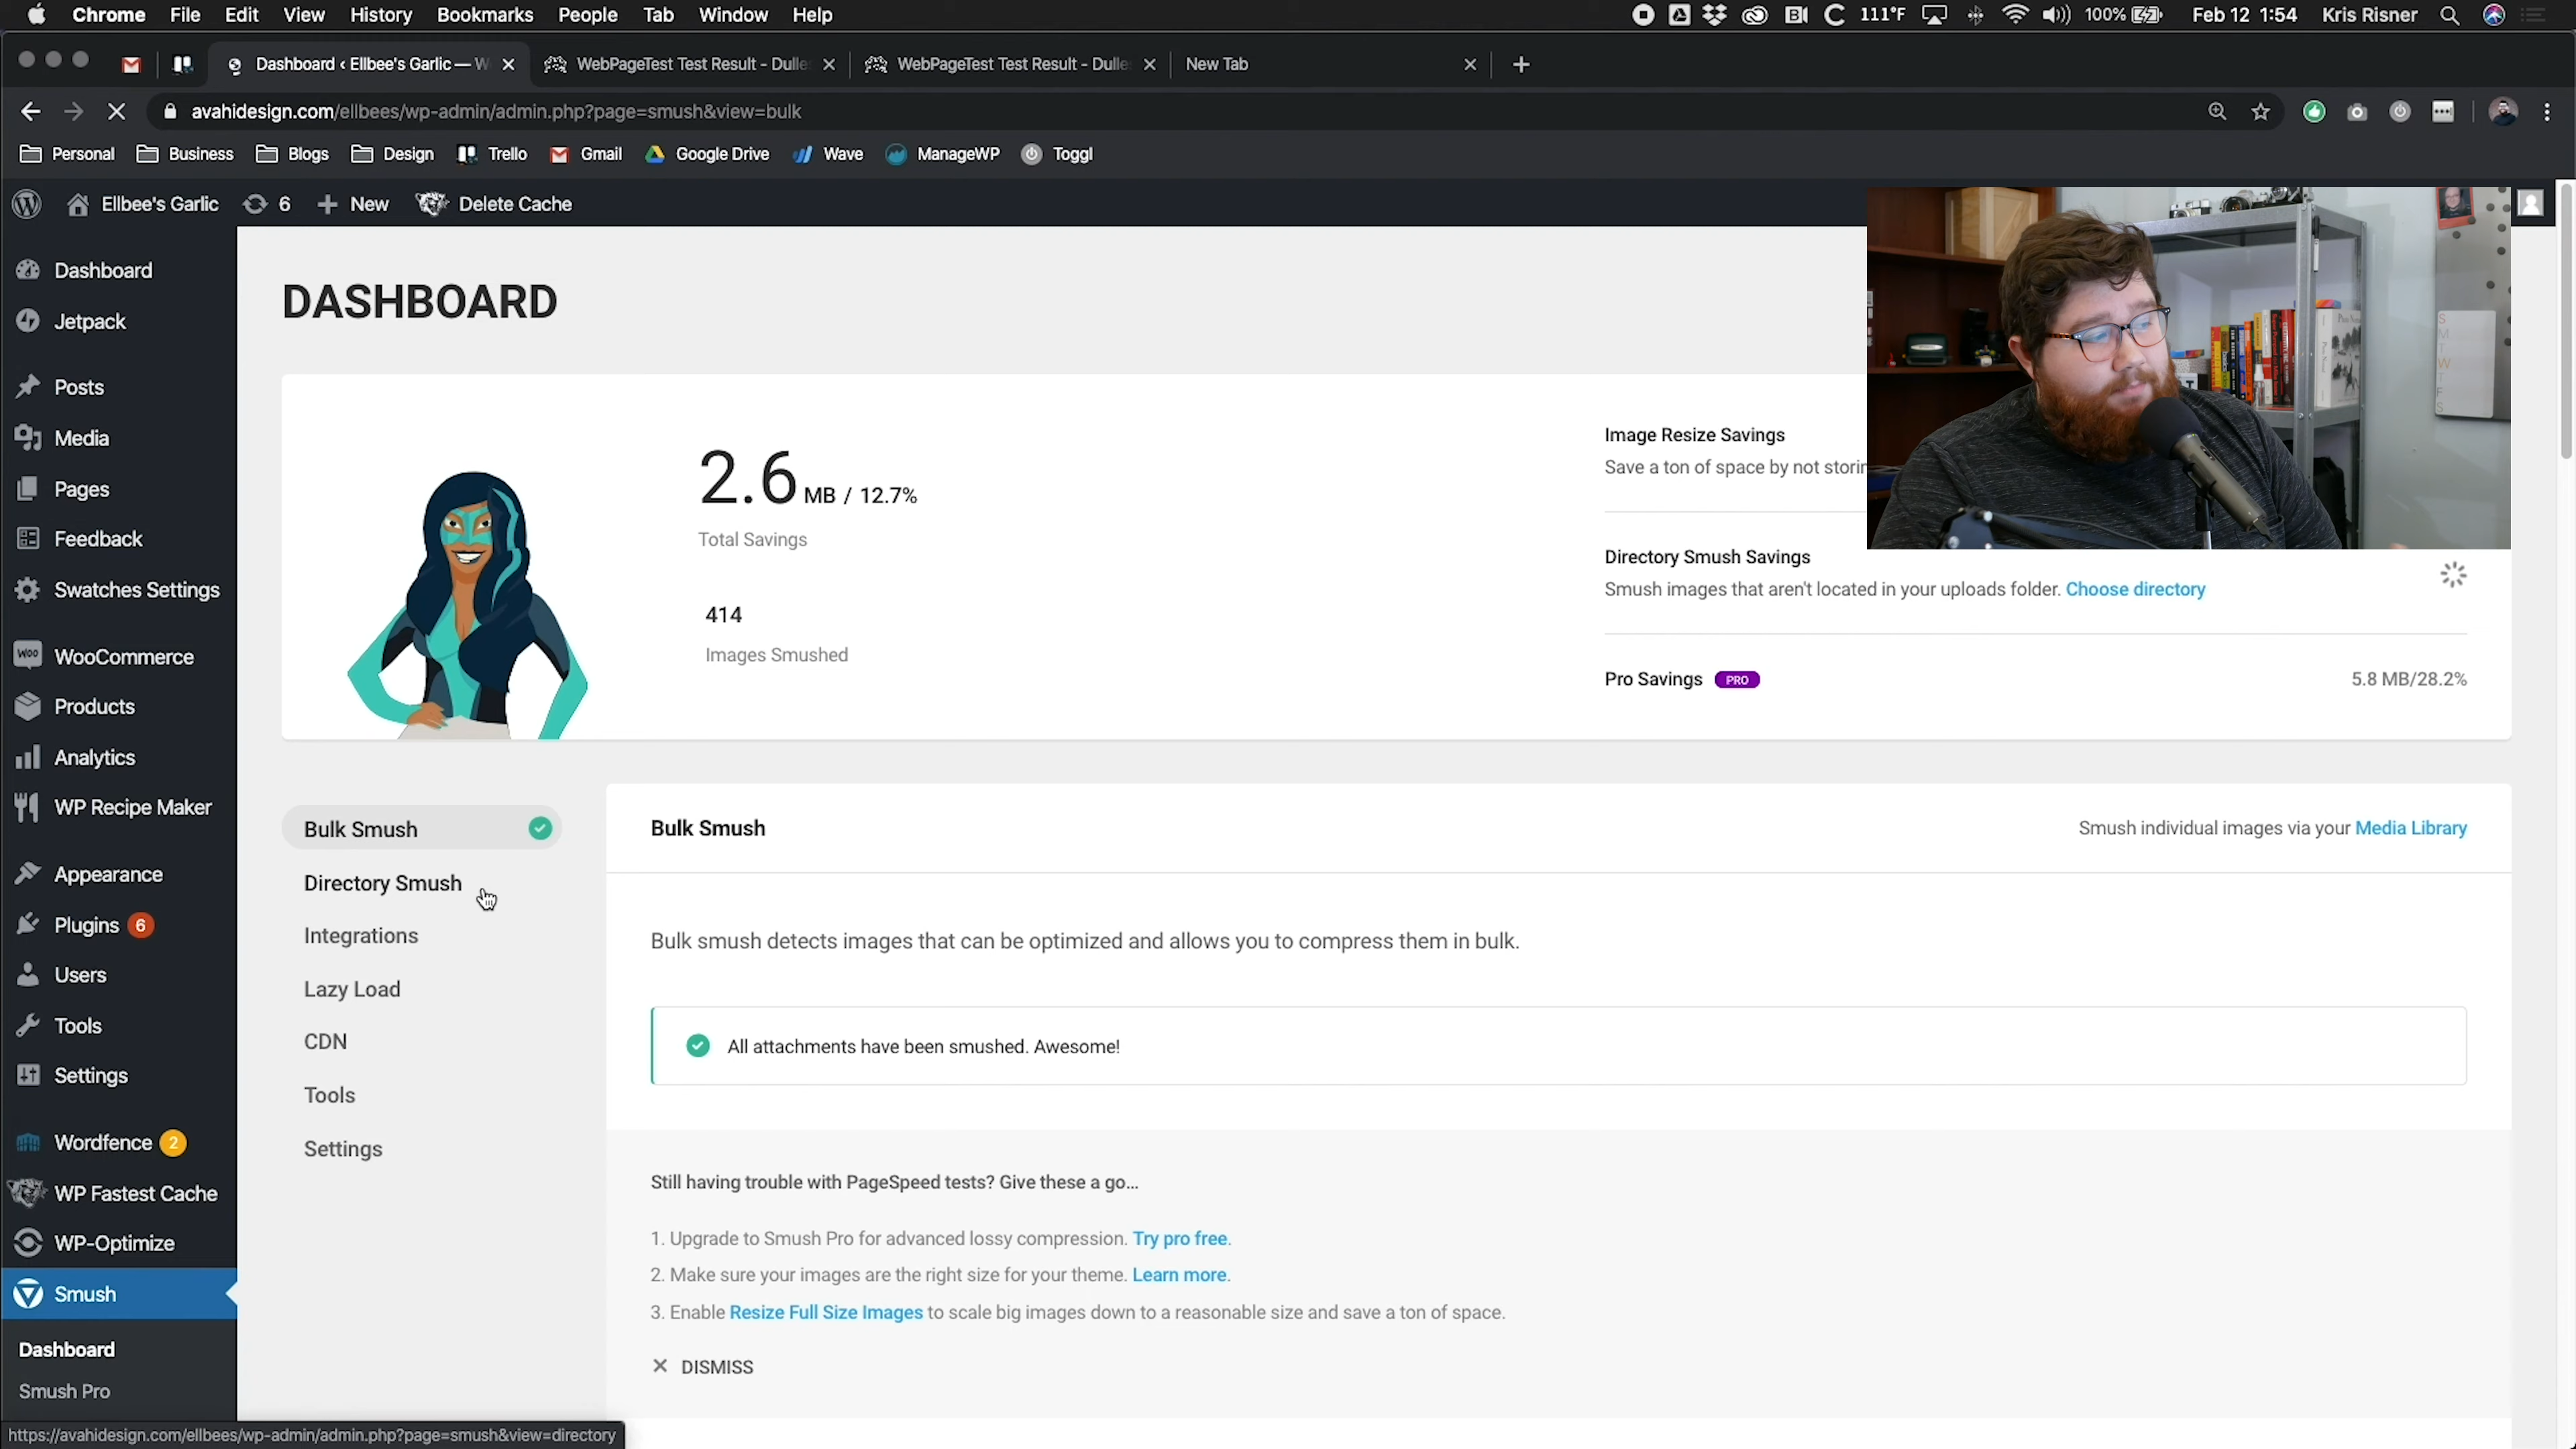 Chrome File Edit View History Bookmarks People Tab Window Help 111°F 100% Feb 12 1:54 Kris Risner
Dashboard ‹ Ellbee's Garlic — W WebPageTest Test Result - Dulle WebPageTest Test Result - Dulle New Tab
avahidesign.com/ellbees/wp-admin/admin.php?page=smush&view=bulk
Personal Business Blogs Design Trello Gmail Google Drive Wave ManageWP Toggl
Ellbee's Garlic 6 New Delete Cache
Dashboard
Jetpack
Posts
Media
Pages
Feedback
Swatches Settings
WooCommerce
Products
Analytics
WP Recipe Maker
Appearance
Plugins 6
Users
Tools
Settings
Wordfence 2
WP Fastest Cache
WP-Optimize
Smush
Dashboard
Smush Pro
DASHBOARD
2.6 MB / 12.7%
Total Savings
414
Images Smushed
Image Resize Savings
Save a ton of space by not storin
Directory Smush Savings
Smush images that aren't located in your uploads folder. Choose directory
Pro Savings PRO 5.8 MB/28.2%
Bulk Smush
Directory Smush
Integrations
Lazy Load
CDN
Tools
Settings
Bulk Smush Smush individual images via your Media Library
Bulk smush detects images that can be optimized and allows you to compress them in bulk.
All attachments have been smushed. Awesome!
Still having trouble with PageSpeed tests? Give these a go...
1. Upgrade to Smush Pro for advanced lossy compression. Try pro free.
2. Make sure your images are the right size for your theme. Learn more.
3. Enable Resize Full Size Images to scale big images down to a reasonable size and save a ton of space.
DISMISS
https://avahidesign.com/ellbees/wp-admin/admin.php?page=smush&view=directory